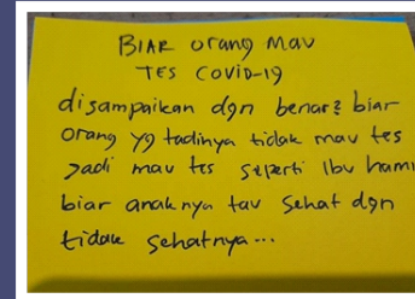 BIAR orang mau
TES COVID-19
disampaikan dgn benar2 biar
orang yg tadinya tidak mau tes
jadi mau tes seperti Ibu hami
biar anaknya tau sehat dgn
tidak sehatnya...